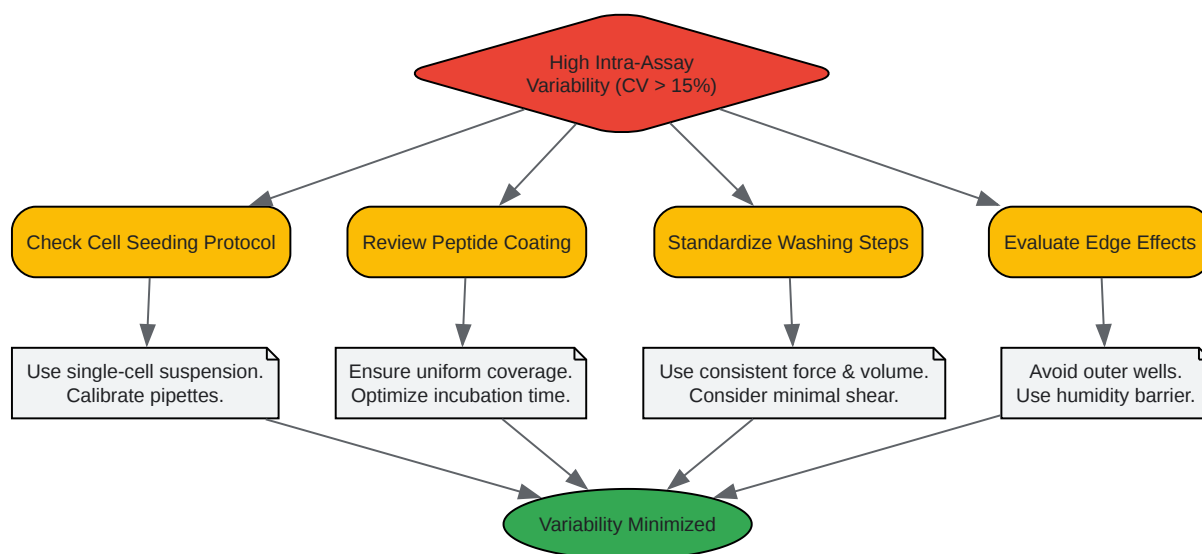 High Intra-Assay
Variability (CV > 15%)
Check Cell Seeding Protocol
Review Peptide Coating
Standardize Washing Steps
Evaluate Edge Effects
Use single-cell suspension.
Calibrate pipettes.
Ensure uniform coverage.
Optimize incubation time.
Use consistent force & volume.
Consider minimal shear.
Avoid outer wells.
Use humidity barrier.
Variability Minimized